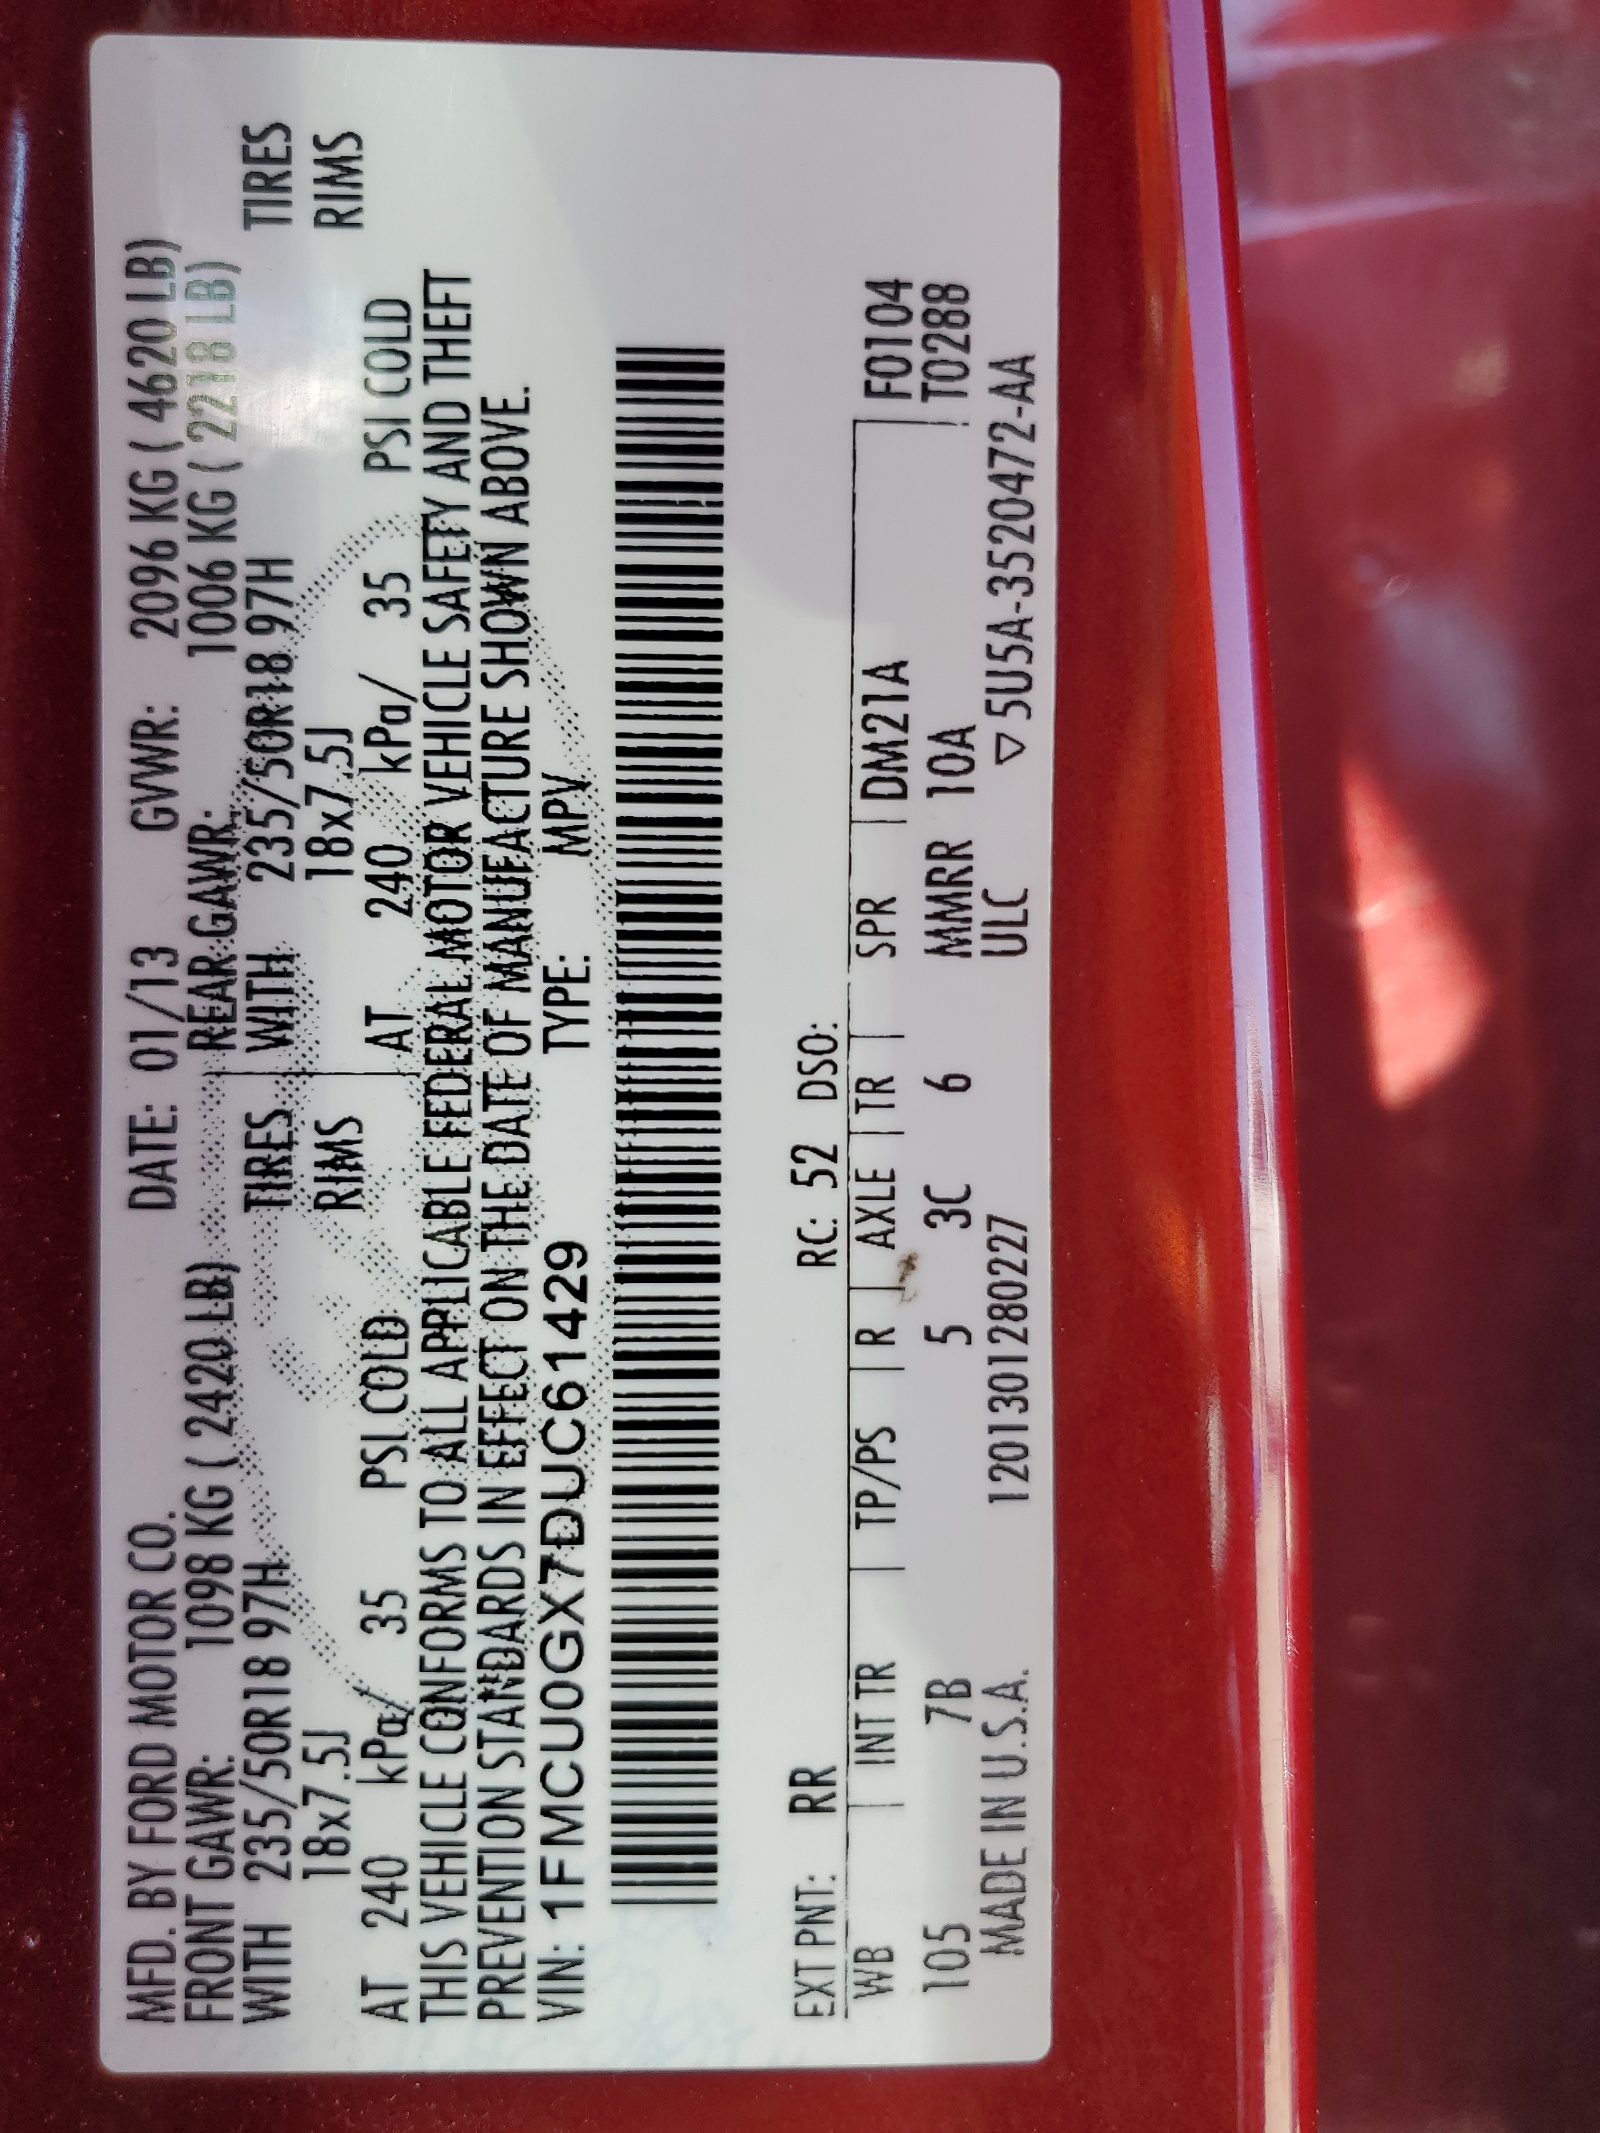 MFD. BY FORD MOTOR CO. DATE: 01/13 GVWR: 2096 KG ( 4620 LB)
FRONT GAWR: 1098 KG ( 2420 LB) REAR GAWR: 1006 KG ( 2218 LB)
WITH 235/50R18 97H TIRES WITH 235/50R18 97H TIRES
18x7.5J RIMS 18x7.5J RIMS
AT 240 kPa/ 35 PSI COLD AT 240 kPa/ 35 PSI COLD
THIS VEHICLE CONFORMS TO ALL APPLICABLE FEDERAL MOTOR VEHICLE SAFETY AND THEFT
PREVENTION STANDARDS IN EFFECT ON THE DATE OF MANUFACTURE SHOWN ABOVE.
VIN: 1FMCU0GX7DUC61429 TYPE: MPV
EXT PNT: RR RC: 52 DSO:
WB INT TR TP/PS R AXLE TR SPR DM21A F0104
105 7B 5 3C 6 MMRR 10A T0288
MADE IN U.S.A. 1201301280227 ULC ▽5U5A-3520472-AA